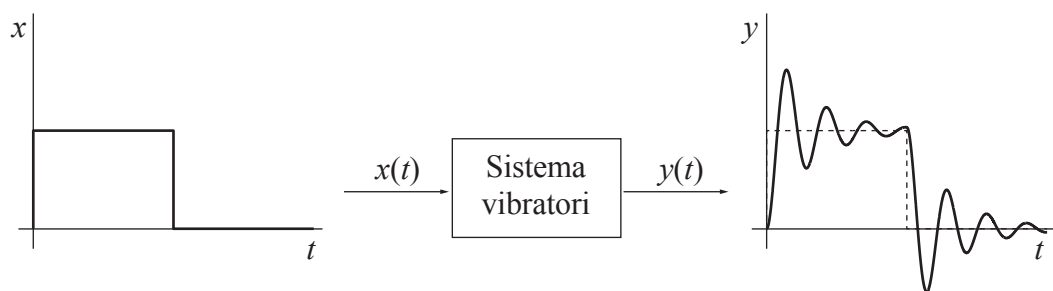 x
t
x(t)
Sistema
vibratori
y(t)
y
t